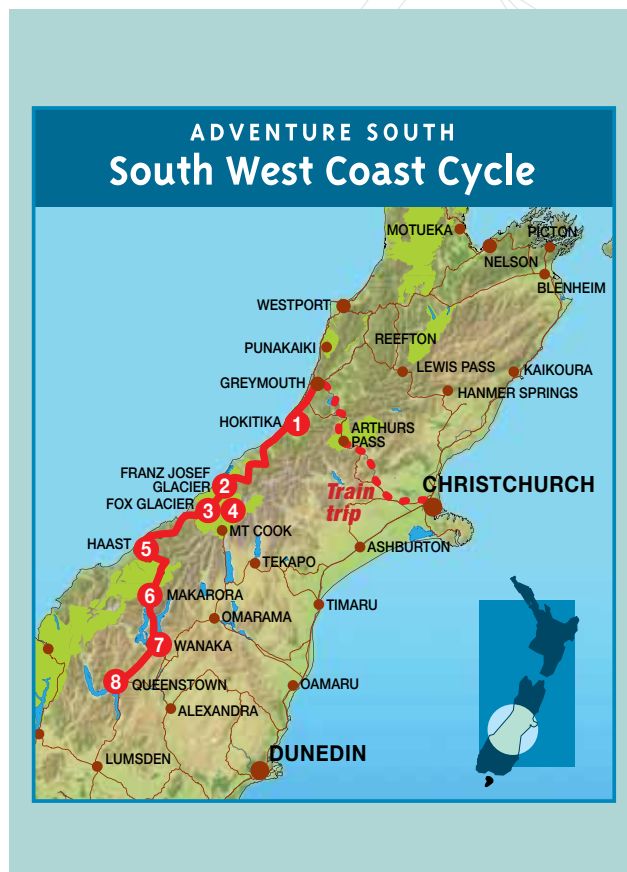 ADVENTURE SOUTH
South West Coast Cycle
MOTUEKA
PICTON
NELSON
BLENHEIM
WESTPORT
REEFTON
PUNAKAIKI
LEWIS PASS
KAIKOURA
GREYMOUTH
HANMER SPRINGS
HOKITIKA
1
ARTHURS
PASS
FRANZ JOSEF
GLACIER
2
Train
trip
CHRISTCHURCH
FOX GLACIER
3
4
MT COOK
HAAST
5
ASHBURTON
TEKAPO
6
MAKARORA
TIMARU
OMARAMA
7
WANAKA
8
QUEENSTOWN
OAMARU
ALEXANDRA
LUMSDEN
DUNEDIN